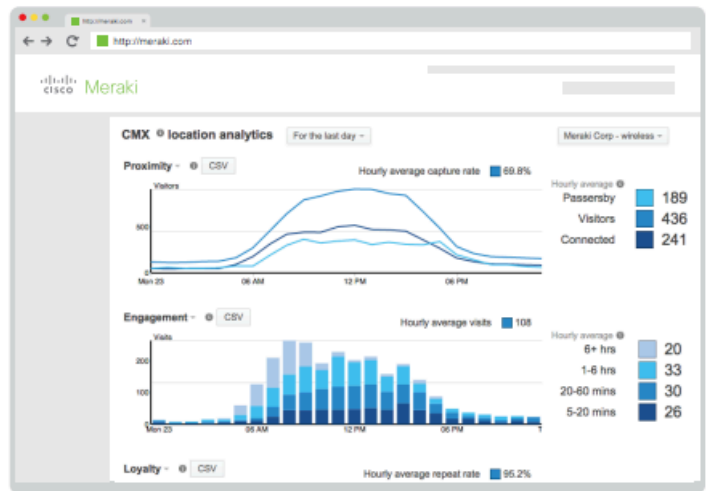 http://meraki.com ×
http://meraki.com
CISCO Meraki
CMX location analytics For the last day Meraki Corp - wireless
Proximity CSV Hourly average capture rate 69.8%
Visitors
Hourly average
Passersby 189
Visitors 436
Connected 241
500
0
Mon 23 06 AM 12 PM 06 PM
Engagement CSV Hourly average visits 108
Visits
Hourly average
6+ hrs 20
1-6 hrs 33
20-60 mins 30
5-20 mins 26
200
100
0
Mon 23 06 AM 12 PM 06 PM T
Loyalty CSV Hourly average repeat rate 95.2%